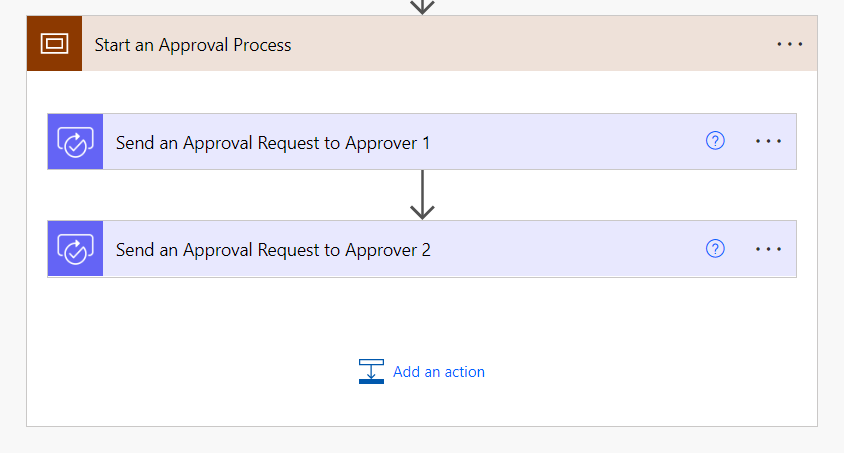 Start an Approval Process
Send an Approval Request to Approver 1
Send an Approval Request to Approver 2
Add an action